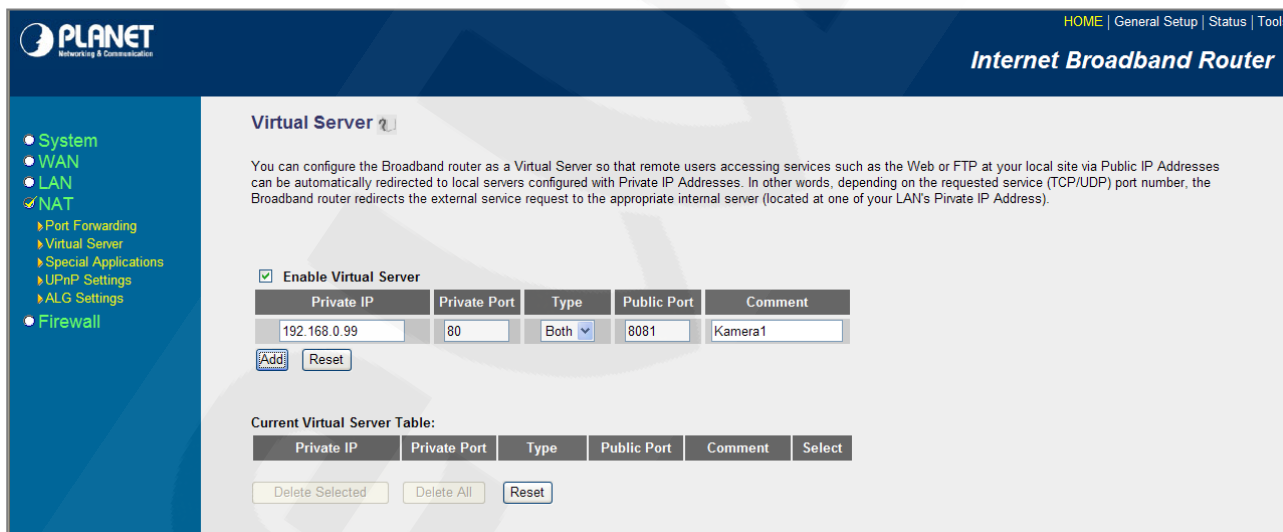 PLANET
Networking & Communication
HOME | General Setup | Status | Tool
Internet Broadband Router
System
WAN
LAN
NAT
Port Forwarding
Virtual Server
Special Applications
UPnP Settings
ALG Settings
Firewall
Virtual Server
You can configure the Broadband router as a Virtual Server so that remote users accessing services such as the Web or FTP at your local site via Public IP Addresses
can be automatically redirected to local servers configured with Private IP Addresses. In other words, depending on the requested service (TCP/UDP) port number, the
Broadband router redirects the external service request to the appropriate internal server (located at one of your LAN's Pirvate IP Address).
Enable Virtual Server
Private IP Private Port Type Public Port Comment
192.168.0.99 80 Both 8081 Kamera1
Add Reset
Current Virtual Server Table:
Private IP Private Port Type Public Port Comment Select
Delete Selected Delete All Reset